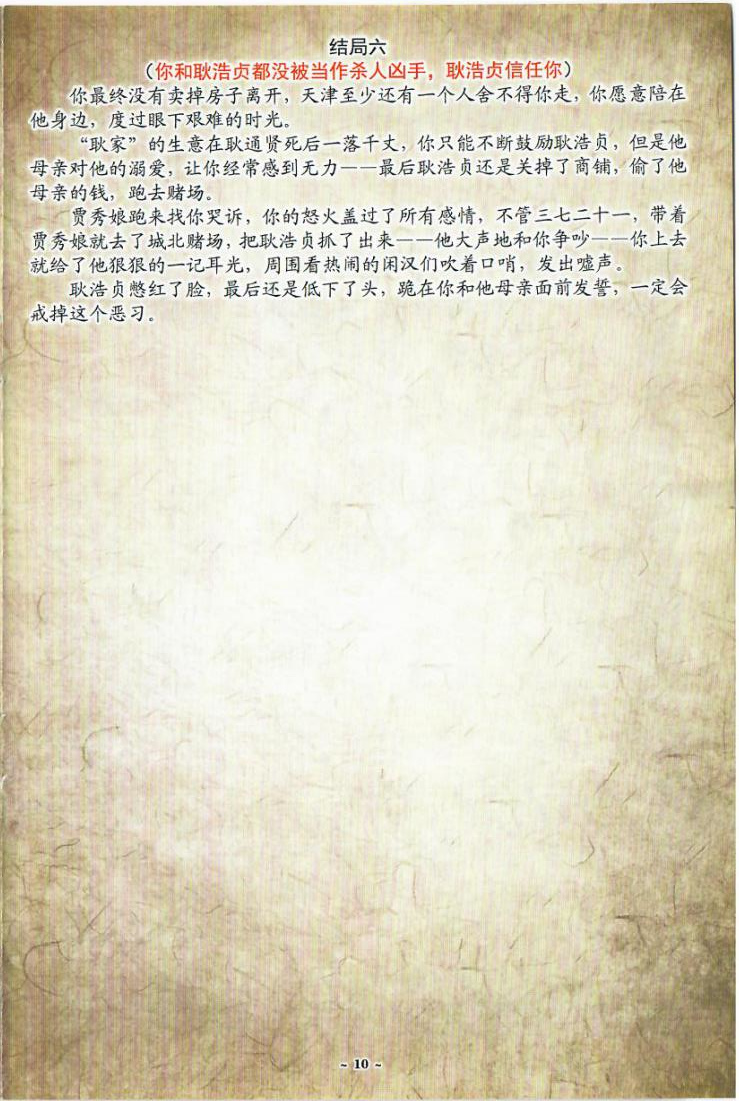 结局六
（你和耿浩贞都没被当作杀人凶手，耿浩贞信任你）
你最终没有卖掉房子离开，天津至少还有一个人舍不得你走，你愿意陪在
他身边，度过眼下艰难的时光。
“耿家”的生意在耿通贤死后一落千丈，你只能不断鼓励耿浩贞，但是他
母亲对他的溺爱，让你经常感到无力——最后耿浩贞还是关掉了商铺，偷了他
母亲的钱，跑去赌场。
贾秀娘跑来找你哭诉，你的怒火盖过了所有感情，不管三七二十一，带着
贾秀娘就去了城北赌场，把耿浩贞抓了出来——他大声地和你争吵——你上去
就给了他狠狠的一记耳光，周围看热闹的闲汉们吹着口哨，发出嘘声。
耿浩贞憋红了脸，最后还是低下了头，跪在你和他母亲面前发誓，一定会
戒掉这个恶习。
~ 10 ~